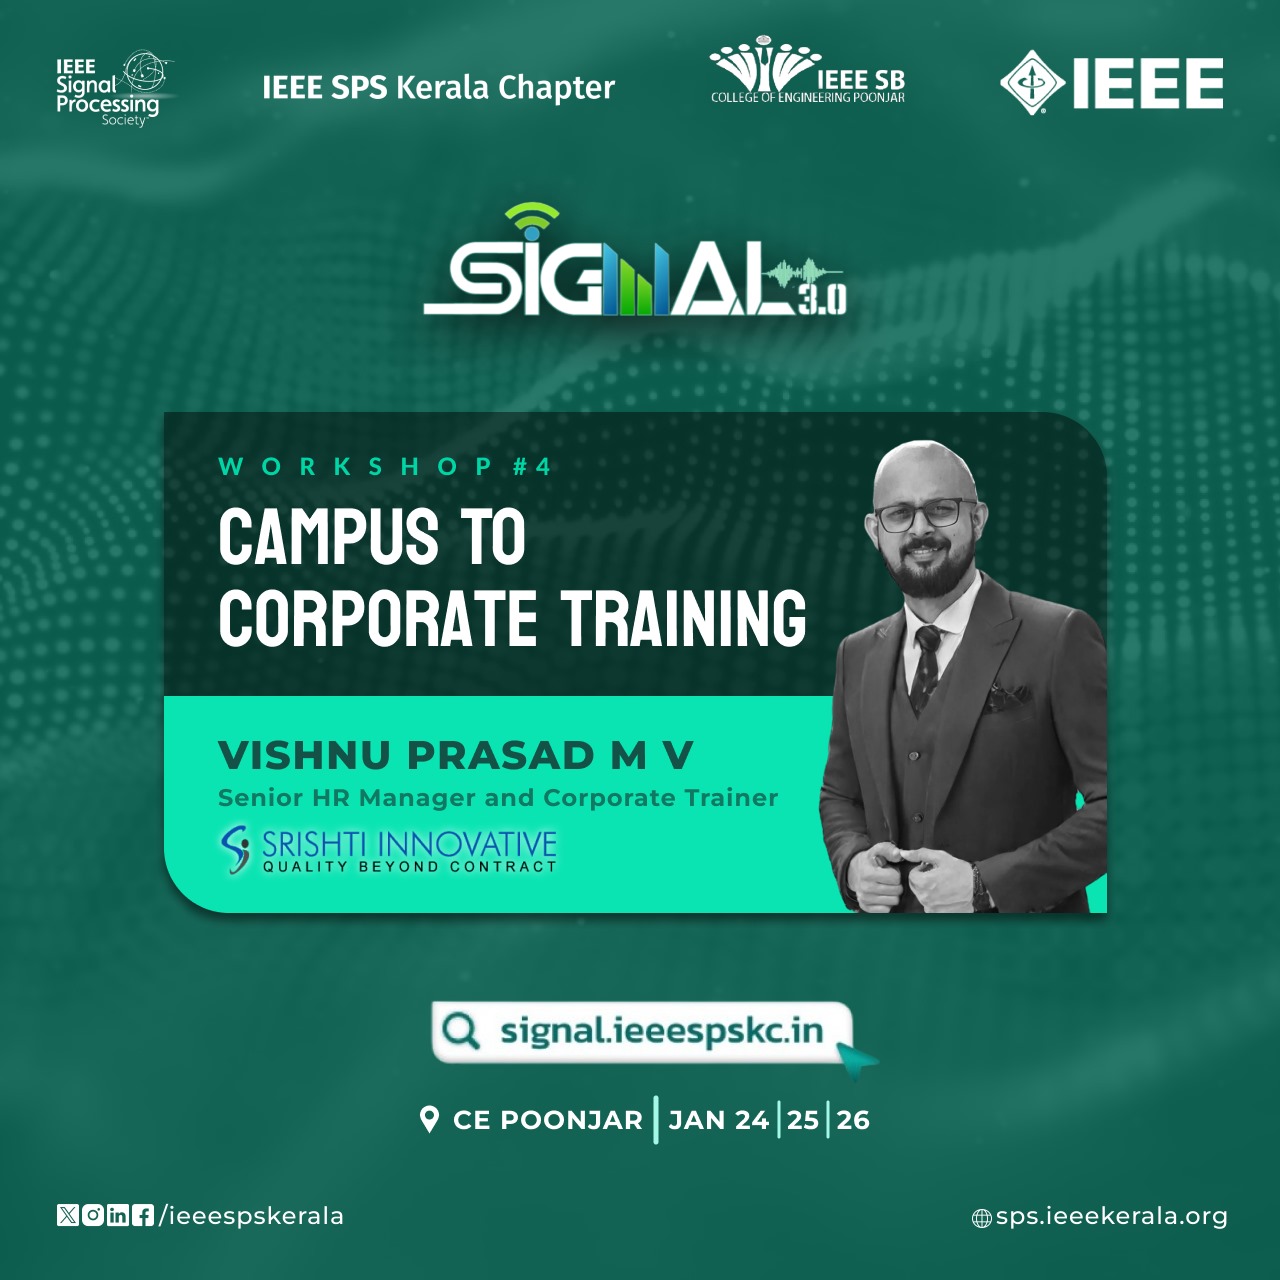 IEEE
Signal
Processing
Society
IEEE SPS Kerala Chapter
IEEE SB
COLLEGE OF ENGINEERING POONJAR
IEEE
SIGNAL 3.0
WORKSHOP #4
CAMPUS TO
CORPORATE TRAINING
VISHNU PRASAD M V
Senior HR Manager and Corporate Trainer
SRISHTI INNOVATIVE
QUALITY BEYOND CONTRACT
signal.ieeespskc.in
CE POONJAR JAN 24 25 26
/ieeespskerala
sps.ieeekerala.org